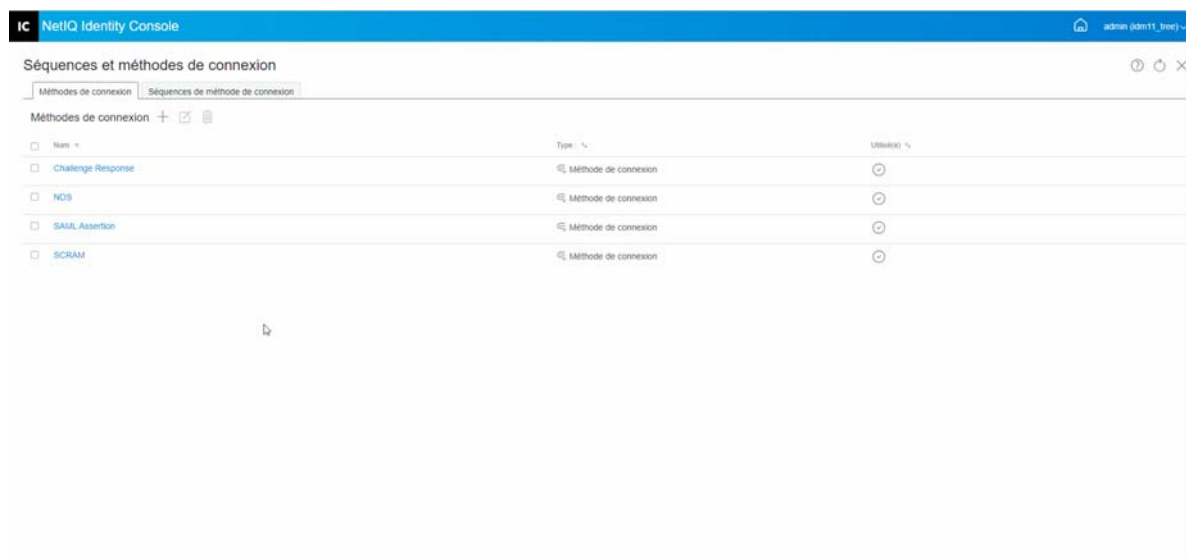 IC NetIQ Identity Console admin (idm11_tree)
Séquences et méthodes de connexion
Méthodes de connexion Séquences de méthode de connexion
Méthodes de connexion
Nom Type : Utilisé(e)
Challenge Response Méthode de connexion
NDS Méthode de connexion
SAML Assertion Méthode de connexion
SCRAM Méthode de connexion